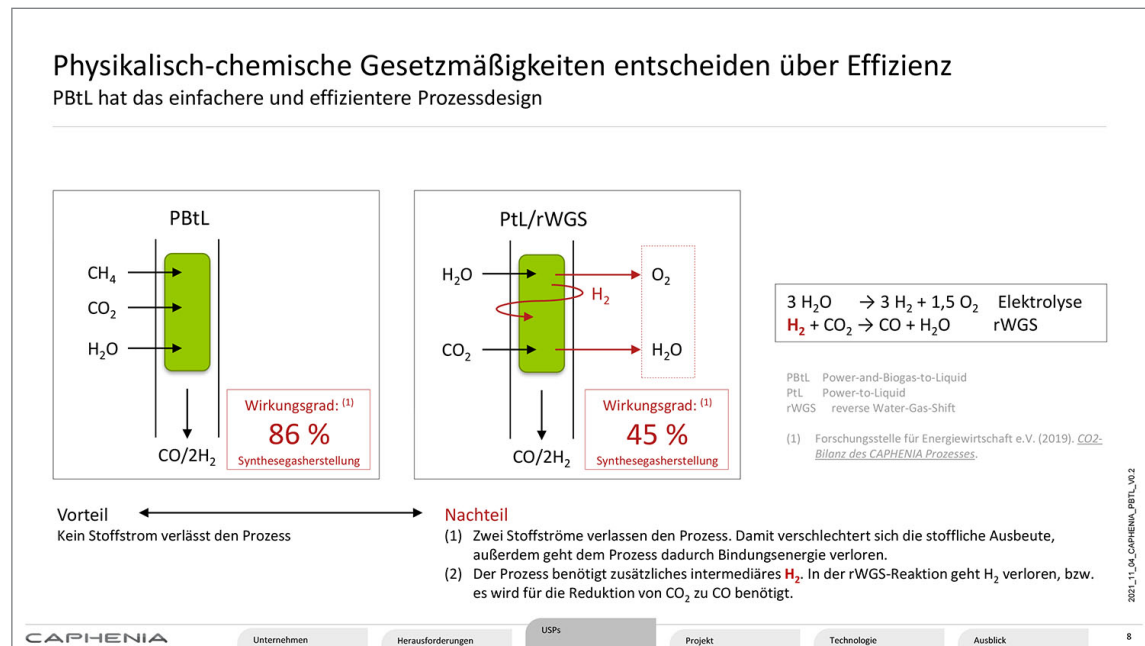 Physikalisch-chemische Gesetzmäßigkeiten entscheiden über Effizienz
PBtL hat das einfachere und effizientere Prozessdesign
PBtL
CH₄
CO₂
H₂O
CO/2H₂
Wirkungsgrad: (1)
86 %
Synthesegasherstellung
PtL/rWGS
H₂O
CO₂
H₂
O₂
H₂O
CO/2H₂
Wirkungsgrad: (1)
45 %
Synthesegasherstellung
3 H₂O → 3 H₂ + 1,5 O₂ Elektrolyse
H₂ + CO₂ → CO + H₂O rWGS
PBtL Power-and-Biogas-to-Liquid
PtL Power-to-Liquid
rWGS reverse Water-Gas-Shift
(1) Forschungsstelle für Energiewirtschaft e.V. (2019). CO2-
Bilanz des CAPHENIA Prozesses.
Vorteil
Kein Stoffstrom verlässt den Prozess
Nachteil
(1) Zwei Stoffströme verlassen den Prozess. Damit verschlechtert sich die stoffliche Ausbeute,
außerdem geht dem Prozess dadurch Bindungsenergie verloren.
(2) Der Prozess benötigt zusätzliches intermediäres H₂. In der rWGS-Reaktion geht H₂ verloren, bzw.
es wird für die Reduktion von CO₂ zu CO benötigt.
2021_11_04_CAPHENIA_PBTL_V0.2
CAPHENIA
Unternehmen
Herausforderungen
USPs
Projekt
Technologie
Ausblick
8